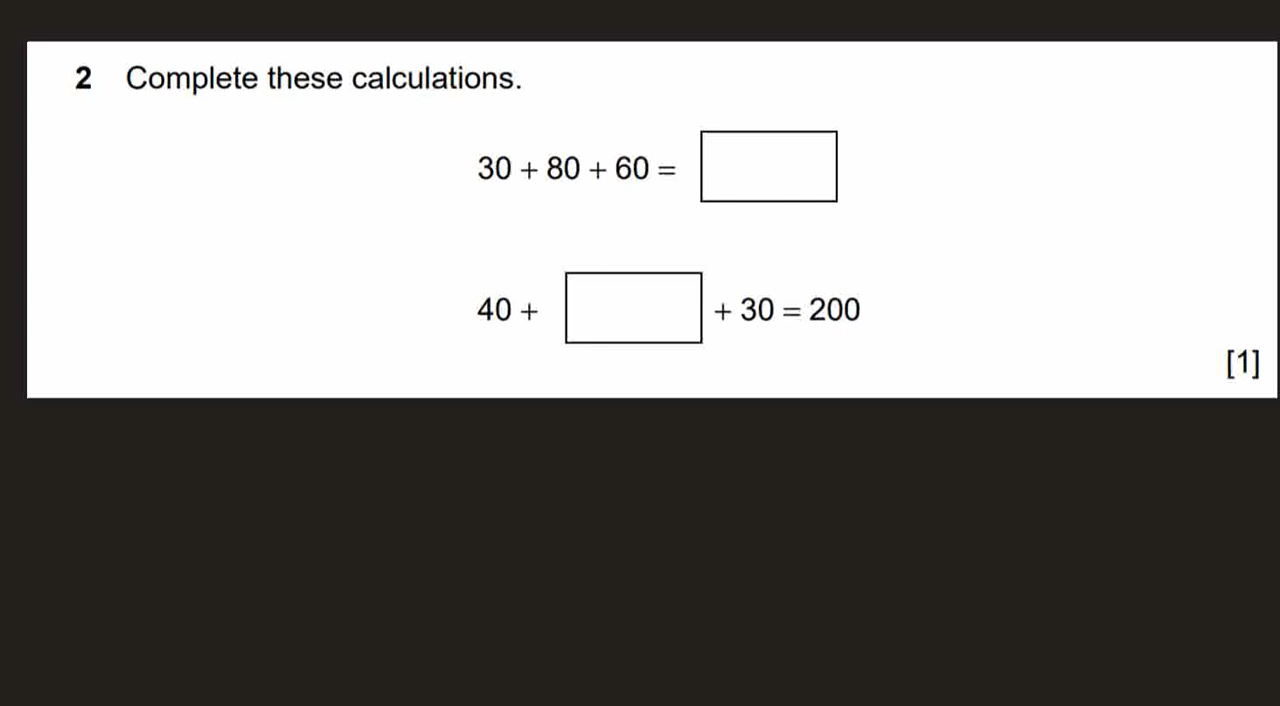 2 Complete these calculations.
30 + 80 + 60 =
40 + + 30 = 200
[1]